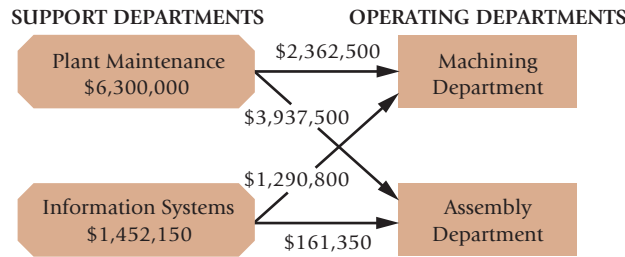 SUPPORT DEPARTMENTS
OPERATING DEPARTMENTS
Plant Maintenance
$6,300,000
$2,362,500
Machining
Department
$3,937,500
$1,290,800
Information Systems
$1,452,150
$161,350
Assembly
Department